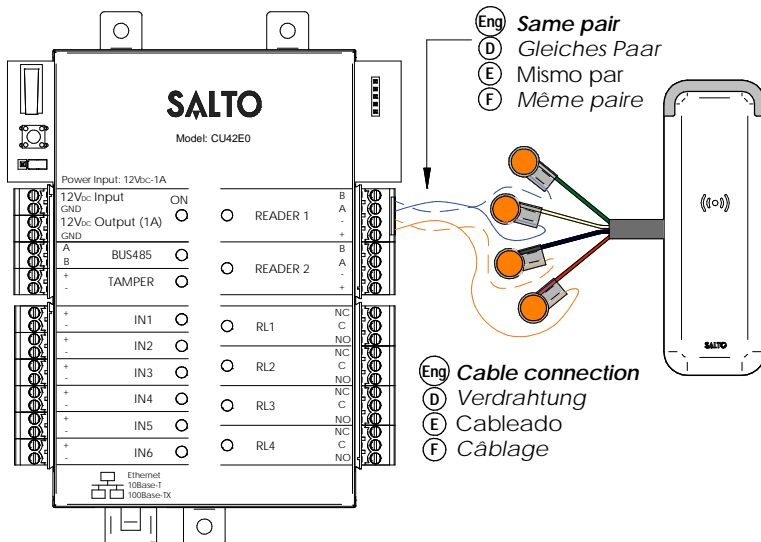 Eng Same pair
D Gleiches Paar
E Mismo par
F Même paire
SALTO
Model: CU42E0
Power Input: 12VDC-1A
12VDC Input ON
GND
12VDC Output (1A)
GND
A
B
BUS485
+
-
TAMPER
READER 1
B
A
-
+
READER 2
B
A
-
+
+
-
IN1
+
-
IN2
+
-
IN3
+
-
IN4
+
-
IN5
+
-
IN6
RL1
NC
C
NO
RL2
NC
C
NO
RL3
NC
C
NO
RL4
NC
C
NO
Ethernet
10Base-T
100Base-TX
SALTO
Eng Cable connection
D Verdrahtung
E Cableado
F Câblage